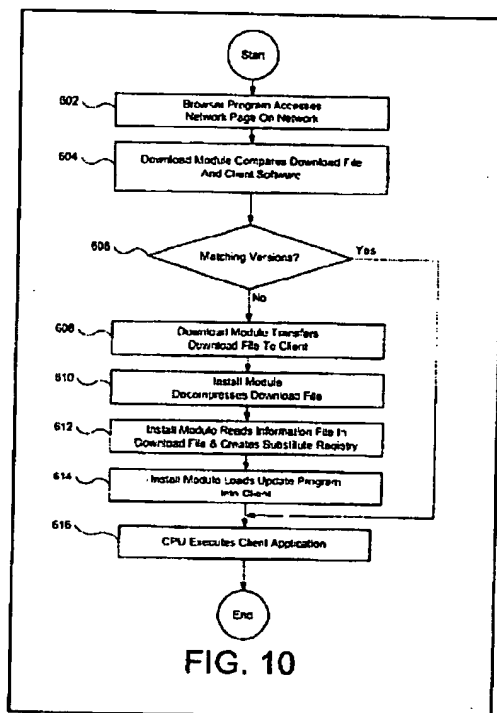 Start
602
Browser Program Accesses
Network Page On Network
604
Download Module Compares Download File
And Client Software
606
Matching Versions?
Yes
No
608
Download Module Transfers
Download File To Client
610
Install Module
Decompresses Download File
612
Install Module Reads Information File In
Download File & Creates Substitute Registry
614
Install Module Loads Update Program
Into Client
616
CPU Executes Client Application
End
FIG. 10